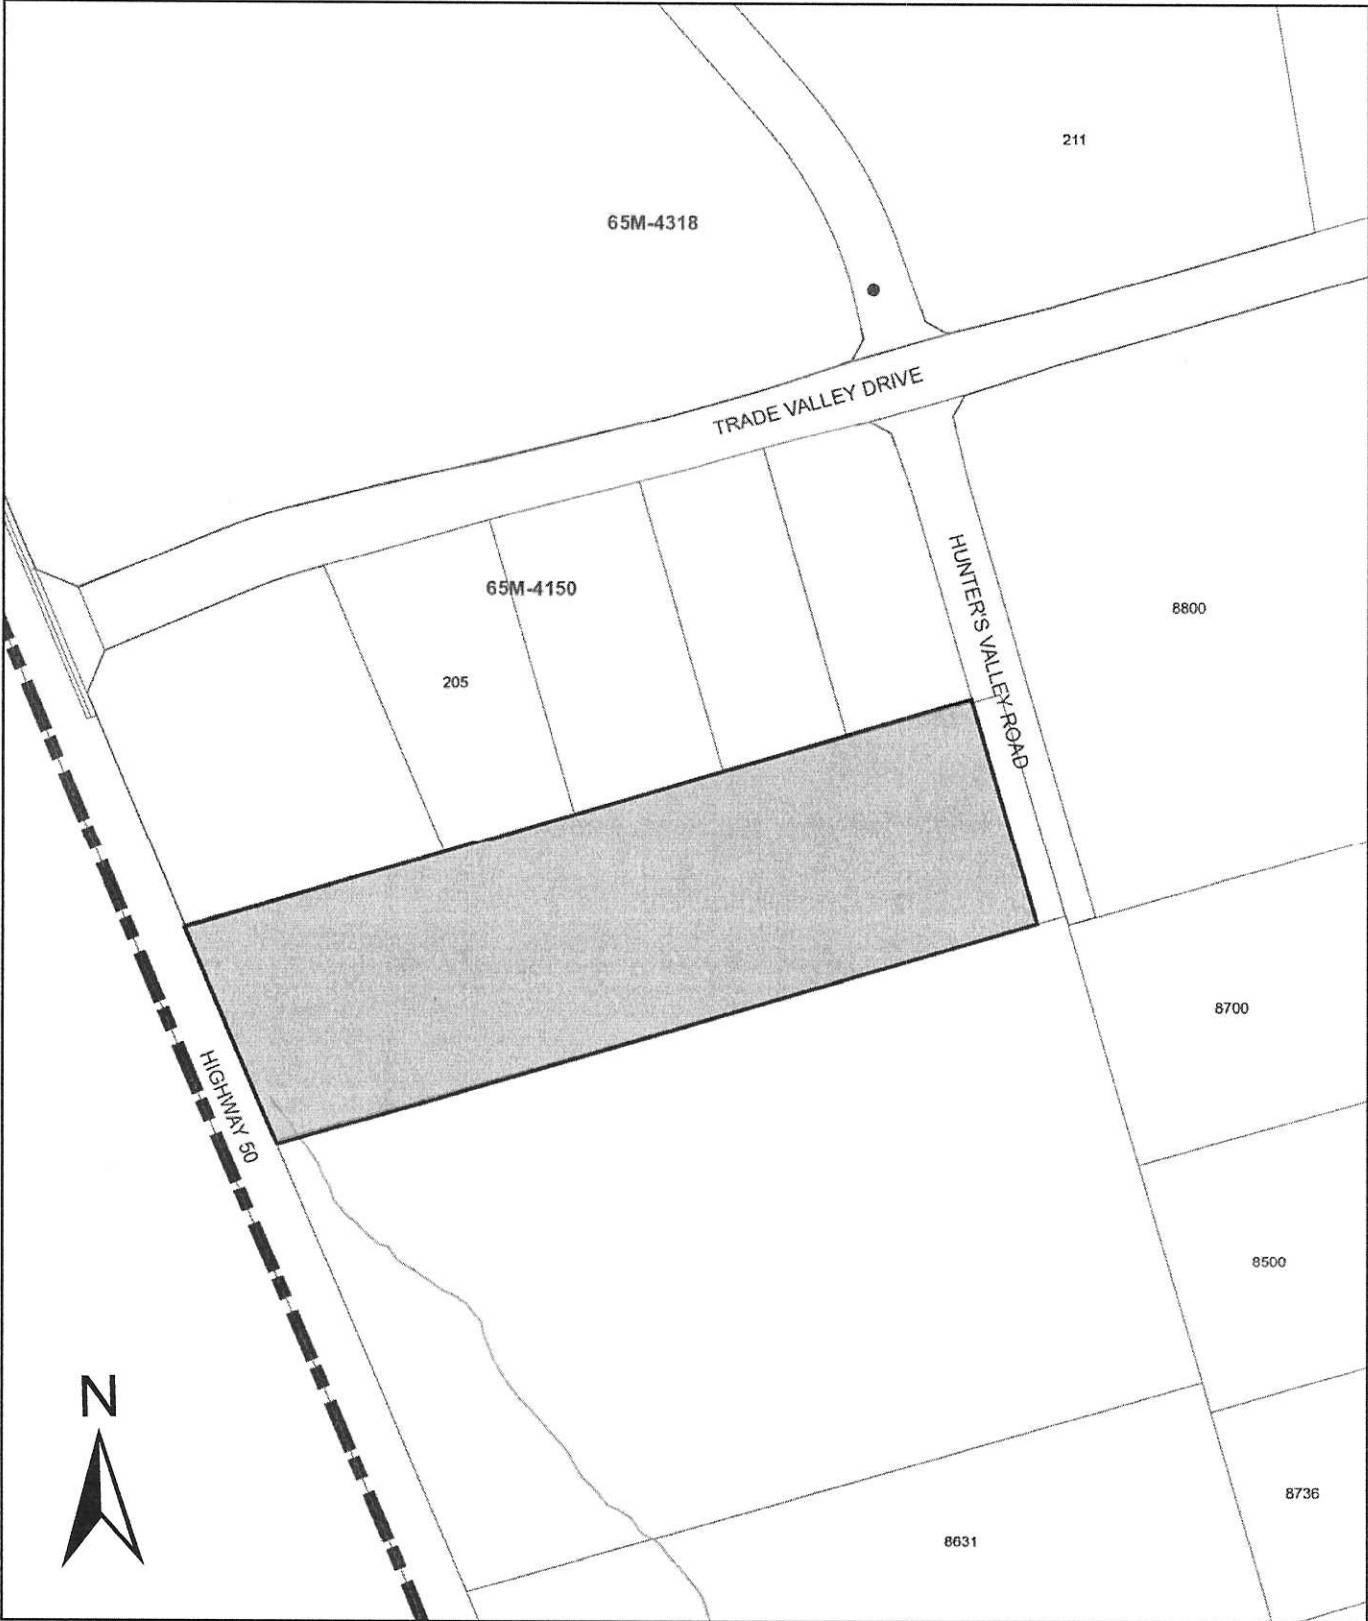 211
65M-4318
TRADE VALLEY DRIVE
HUNTER'S VALLEY ROAD
65M-4150
8800
205
8700
HIGHWAY 50
8500
N
8736
8631